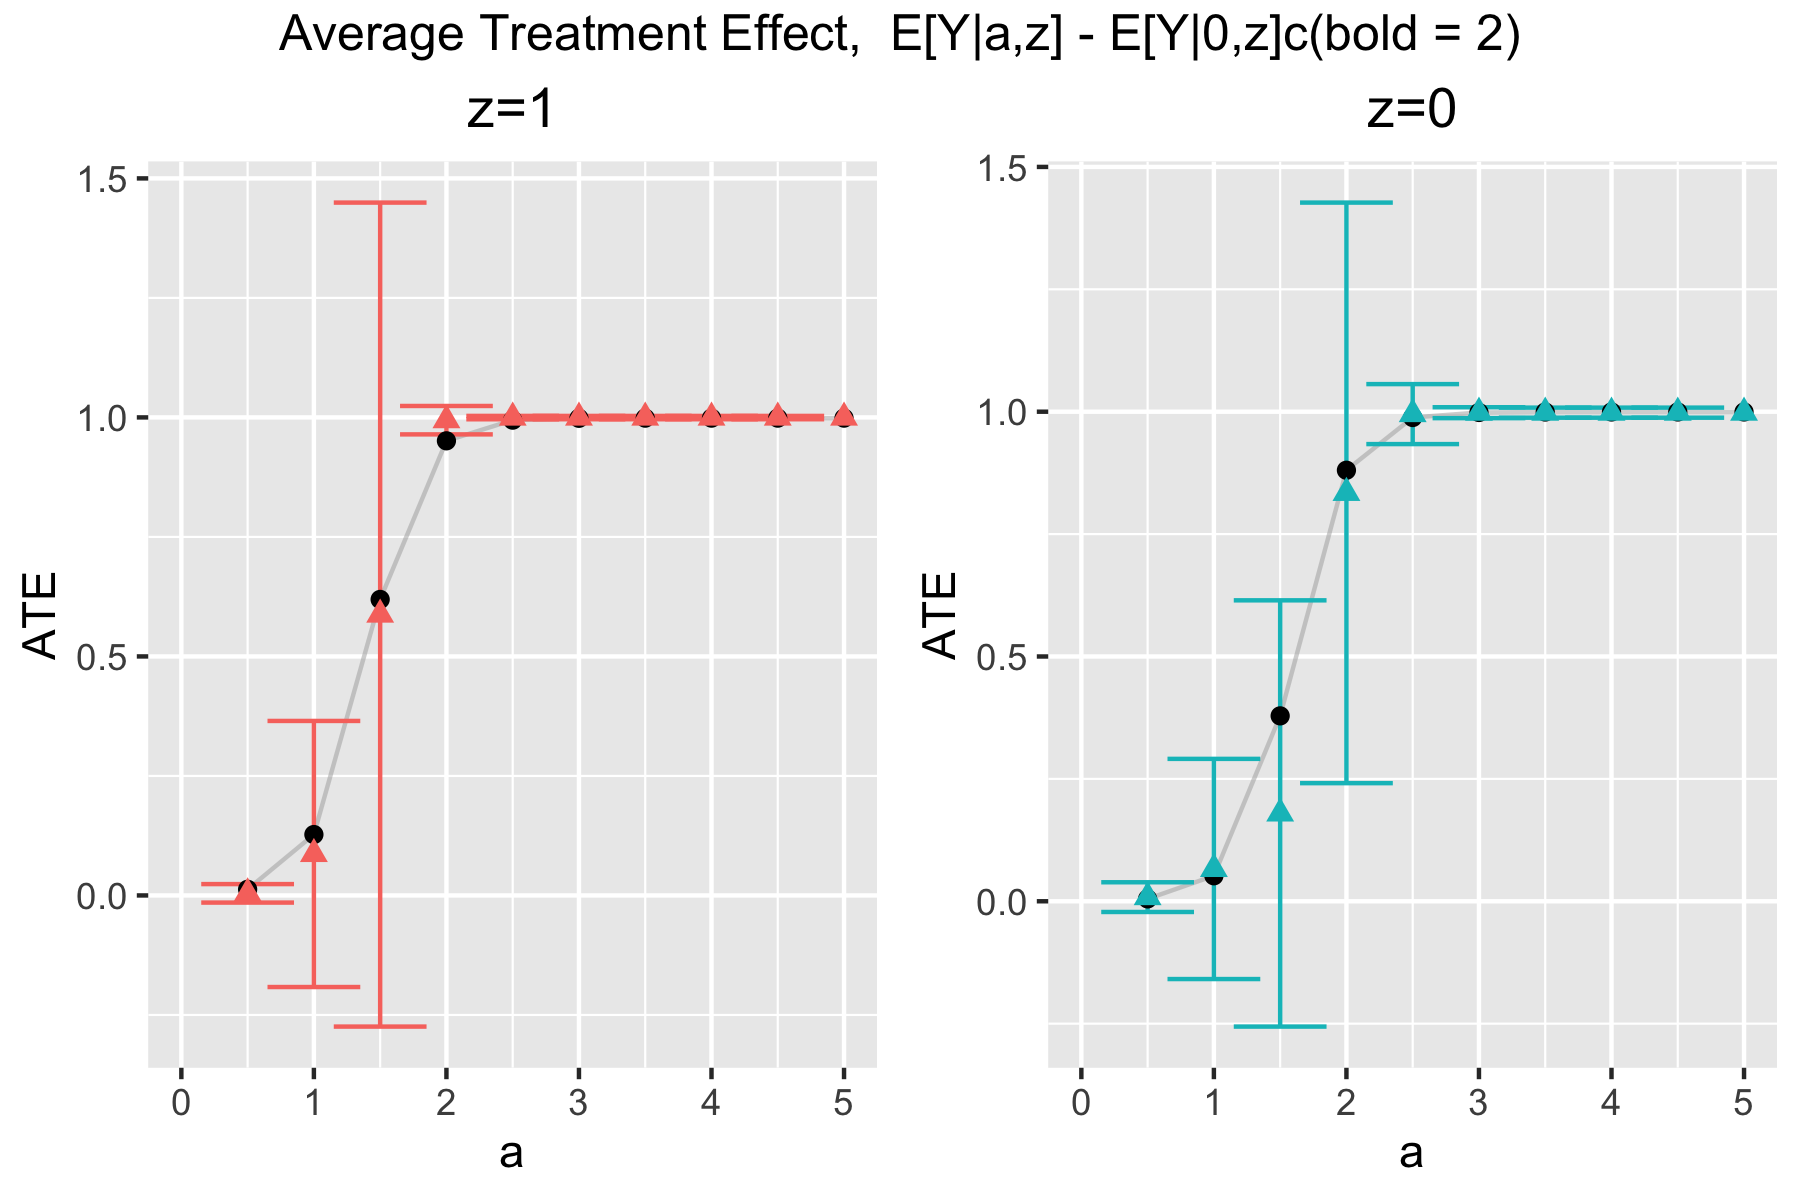 Average Treatment Effect,  E[Y|a,z] - E[Y|0,z]c(bold = 2)
z=1
1.5
1.0
0.5
0.0
ATE
0 1 2 3 4 5
a
z=0
1.5
1.0
0.5
0.0
ATE
0 1 2 3 4 5
a